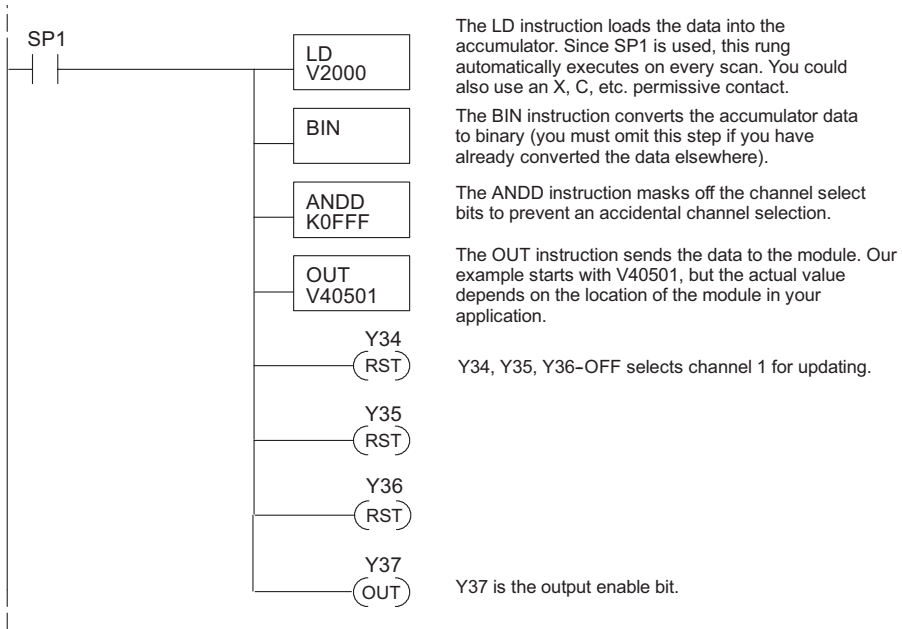 SP1
LD
V2000
The LD instruction loads the data into the
accumulator. Since SP1 is used, this rung
automatically executes on every scan. You could
also use an X, C, etc. permissive contact.
BIN
The BIN instruction converts the accumulator data
to binary (you must omit this step if you have
already converted the data elsewhere).
ANDD
K0FFF
The ANDD instruction masks off the channel select
bits to prevent an accidental channel selection.
OUT
V40501
The OUT instruction sends the data to the module. Our
example starts with V40501, but the actual value
depends on the location of the module in your
application.
Y34
RST
Y34, Y35, Y36-OFF selects channel 1 for updating.
Y35
RST
Y36
RST
Y37
OUT
Y37 is the output enable bit.